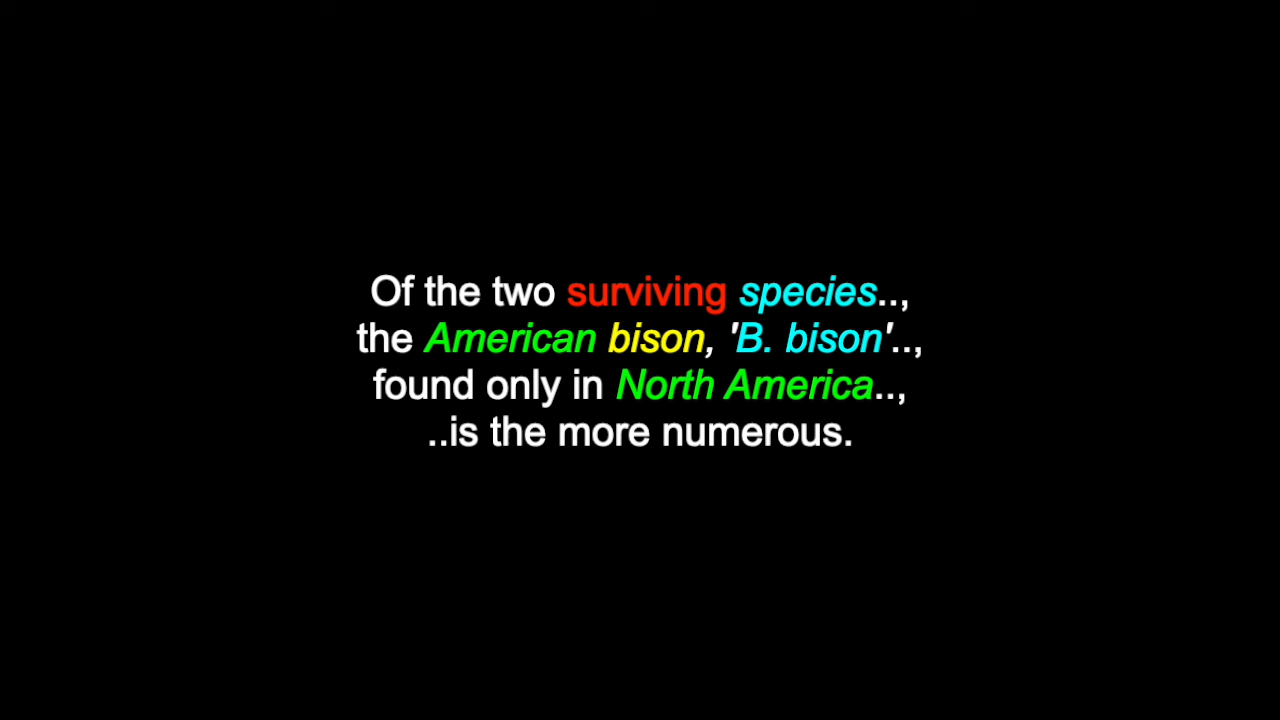 Of the two surviving species..,
the American bison, 'B. bison'..,
found only in North America..,
..is the more numerous.